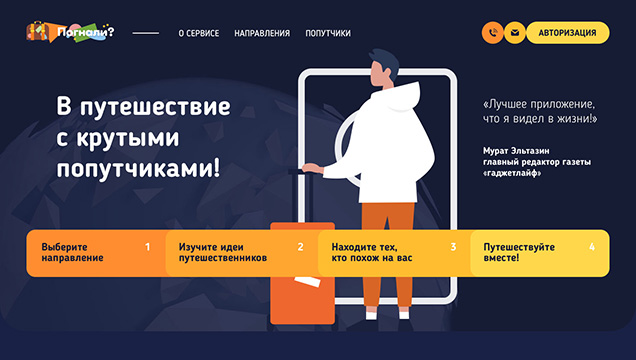 Погнали?
О СЕРВИСЕ
НАПРАВЛЕНИЯ
ПОПУТЧИКИ
АВТОРИЗАЦИЯ
В путешествие
с крутыми
попутчиками!
«Лучшее приложение,
что я видел в жизни!»
Мурат Эльтазин
главный редактор газеты
«гаджетлайф»
Выберите
направление
1
Изучите идеи
путешественников
2
Находите тех,
кто похож на вас
3
Путешествуйте
вместе!
4